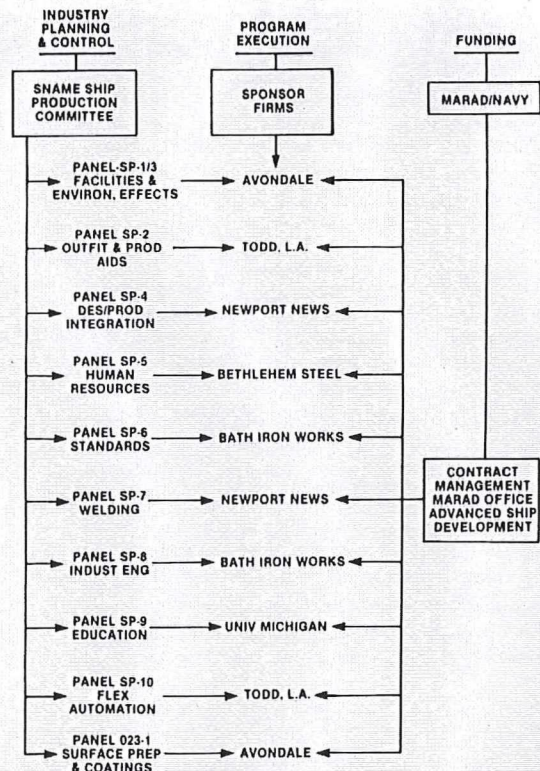 INDUSTRY
PLANNING
& CONTROL
PROGRAM
EXECUTION
FUNDING
SNAME SHIP
PRODUCTION
COMMITTEE
SPONSOR
FIRMS
MARAD/NAVY
PANEL-SP-1/3
FACILITIES &
ENVIRON, EFFECTS
AVONDALE
PANEL SP-2
OUTFIT & PROD
AIDS
TODD, L.A.
PANEL SP-4
DES/PROD
INTEGRATION
NEWPORT NEWS
PANEL SP-5
HUMAN
RESOURCES
BETHLEHEM STEEL
PANEL SP-6
STANDARDS
BATH IRON WORKS
PANEL SP-7
WELDING
NEWPORT NEWS
CONTRACT
MANAGEMENT
MARAD OFFICE
ADVANCED SHIP
DEVELOPMENT
PANEL SP-8
INDUST ENG
BATH IRON WORKS
PANEL SP-9
EDUCATION
UNIV MICHIGAN
PANEL SP-10
FLEX
AUTOMATION
TODD, L.A.
PANEL 023-1
SURFACE PREP
& COATINGS
AVONDALE